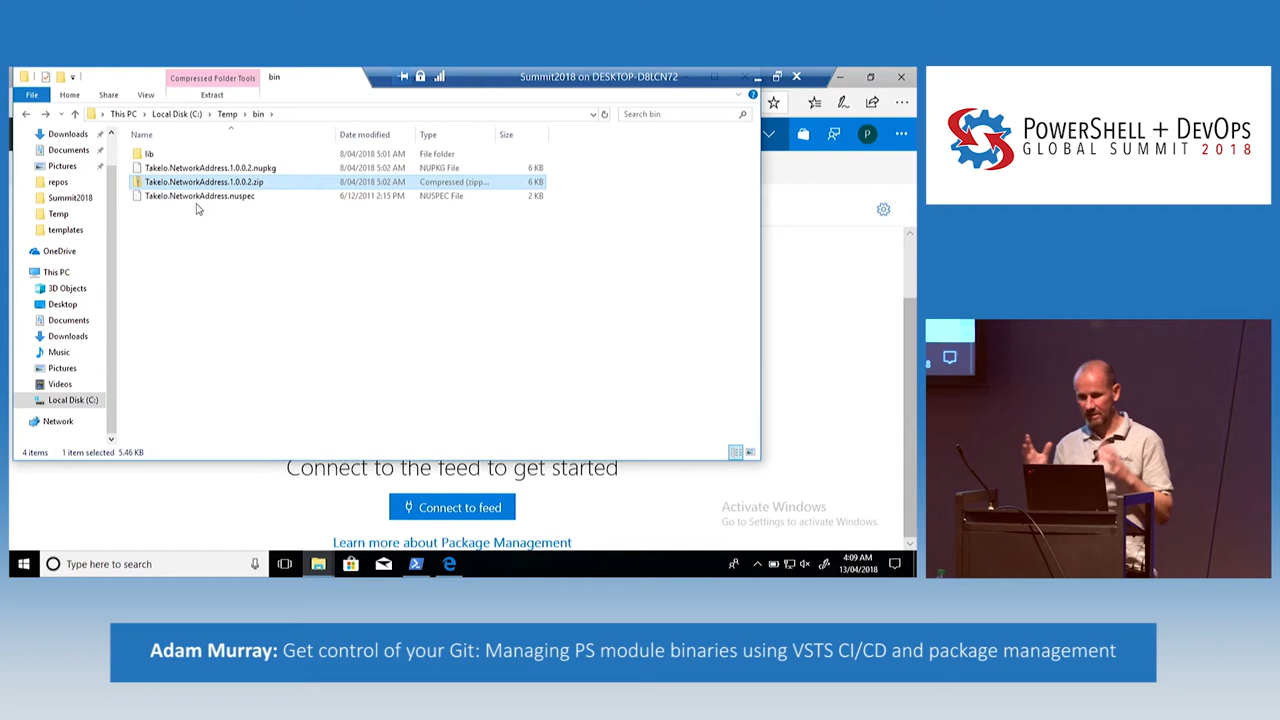 Compressed Folder Tools
bin
Summit2018 on DESKTOP-D8LCN72
File
Home
Share
View
Extract
This PC
Local Disk (C:)
Temp
bin
Search bin
Name
Date modified
Type
Size
lib
8/04/2018 5:01 AM
File folder
Takelo.NetworkAddress.1.0.0.2.nupkg
8/04/2018 5:02 AM
NUPKG File
6 KB
Takelo.NetworkAddress.1.0.0.2.zip
8/04/2018 5:02 AM
Compressed (zipp...
6 KB
Takelo.NetworkAddress.nuspec
6/12/2011 2:15 PM
NUSPEC File
2 KB
Downloads
Documents
Pictures
repos
Summit2018
Temp
templates
OneDrive
This PC
3D Objects
Desktop
Documents
Downloads
Music
Pictures
Videos
Local Disk (C:)
Network
4 items
1 item selected 5.46 KB
P
Connect to the feed to get started
Connect to feed
Learn more about Package Management
Activate Windows
Go to Settings to activate Windows.
Type here to search
4:09 AM
13/04/2018
POWERSHELL + DEVOPS
GLOBAL SUMMIT 2018
Adam Murray: Get control of your Git: Managing PS module binaries using VSTS CI/CD and package management